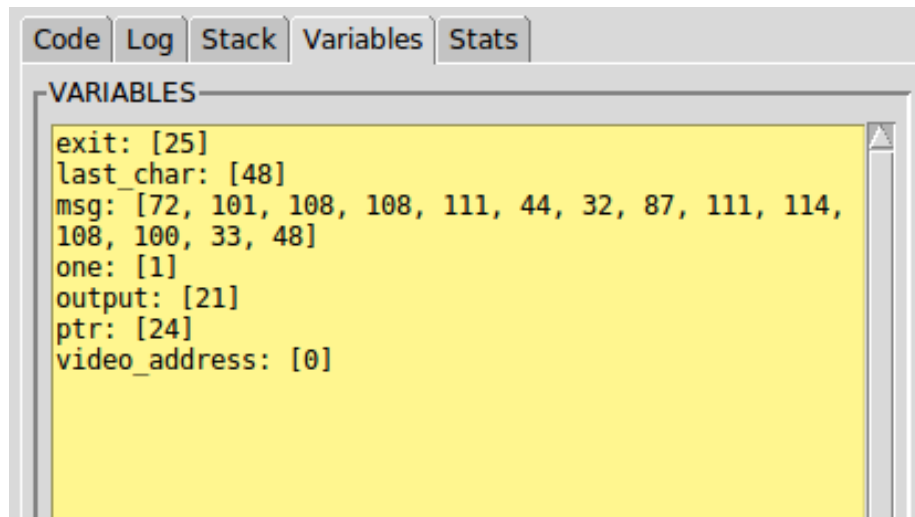 Code Log Stack Variables Stats
VARIABLES
exit: [25]
last_char: [48]
msg: [72, 101, 108, 108, 111, 44, 32, 87, 111, 114,
108, 100, 33, 48]
one: [1]
output: [21]
ptr: [24]
video_address: [0]